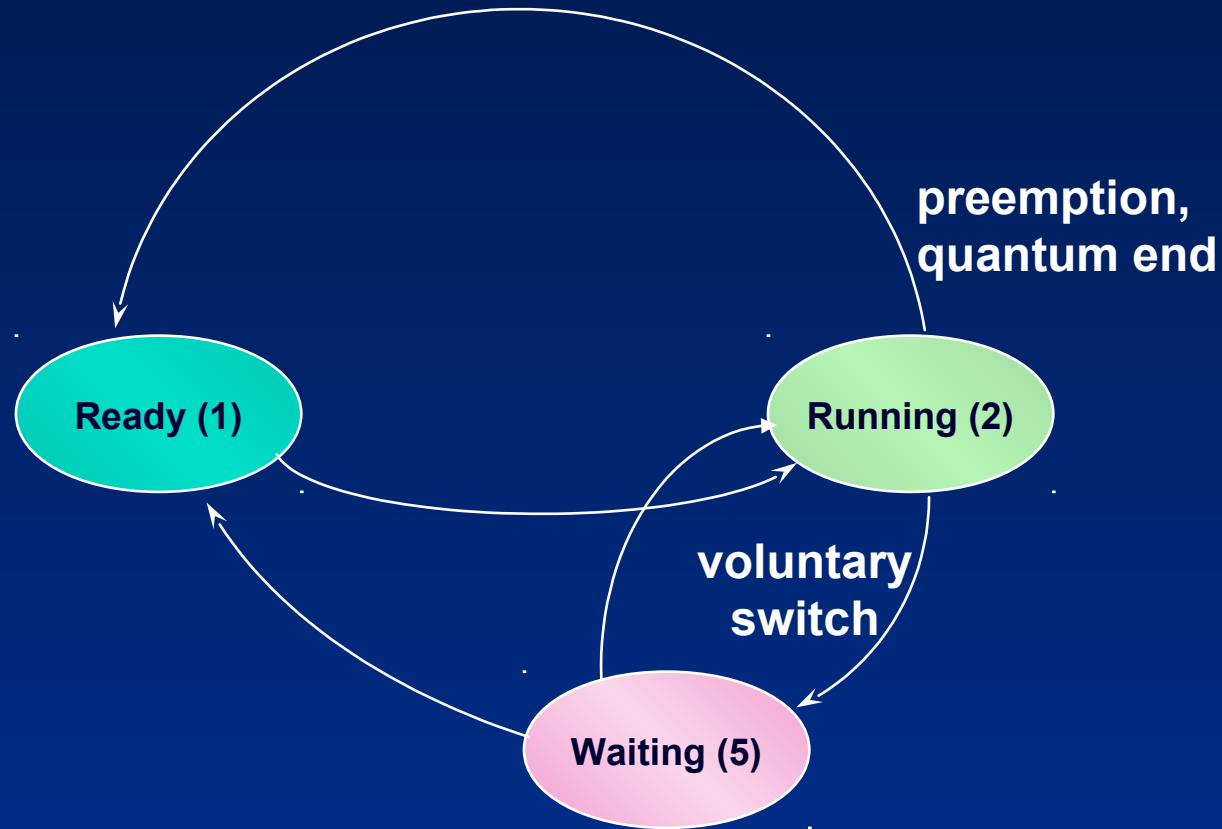 preemption,
quantum end
Ready (1)
Running (2)
voluntary
switch
Waiting (5)